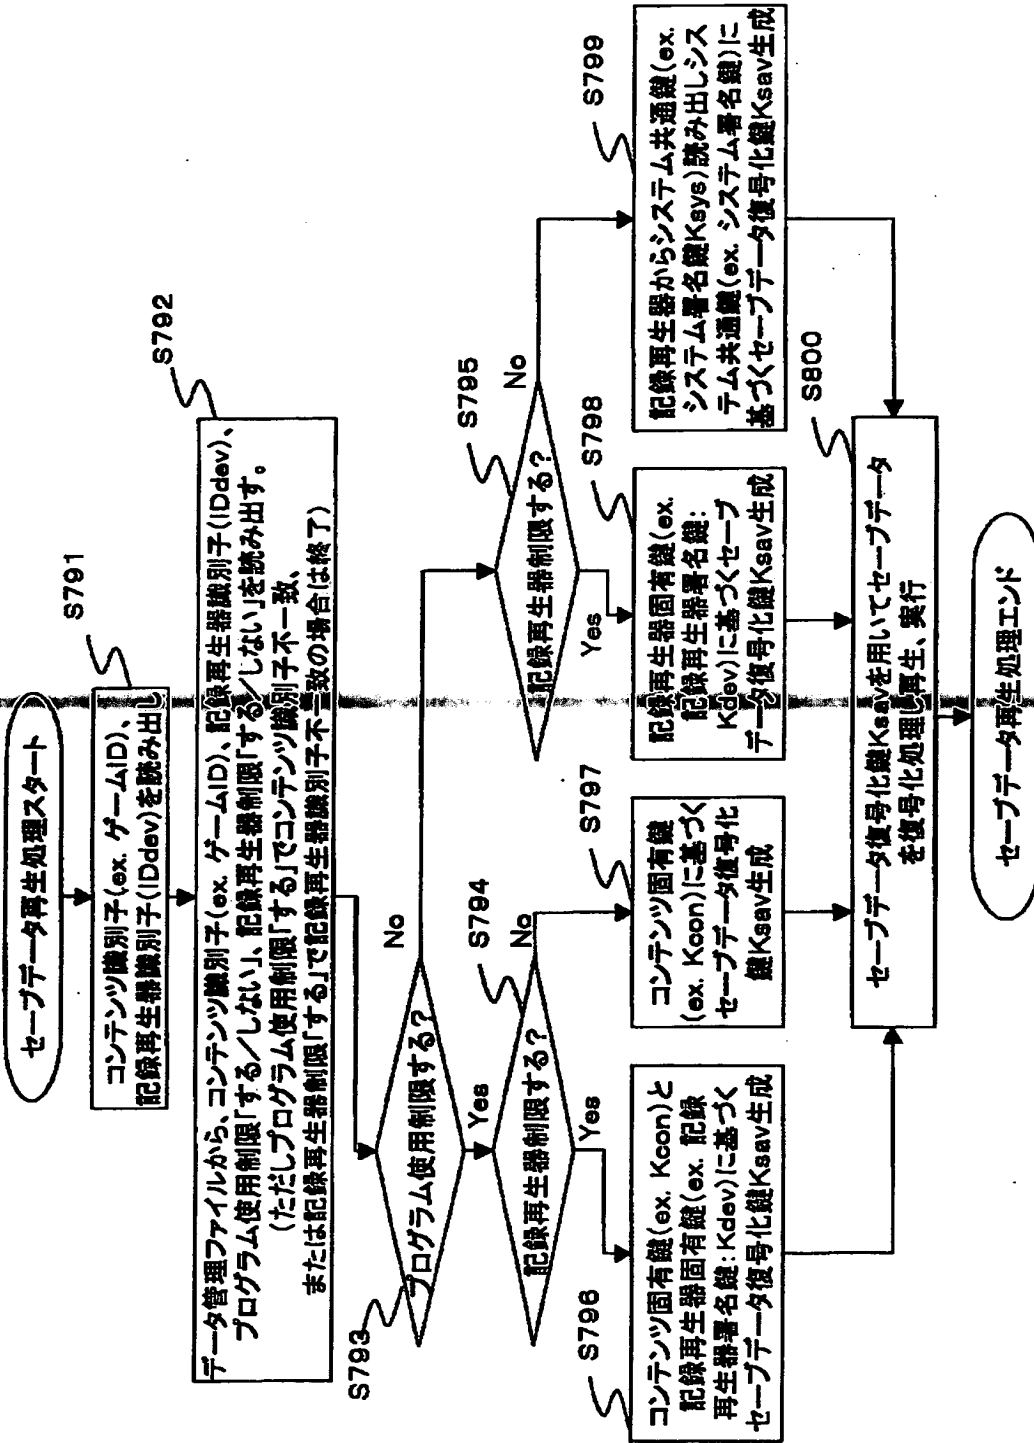 セーブデータ再生処理スタート
S791
コンテンツ識別子(ex. ゲームID)、
記録再生器識別子(IDdev)を読み出し
S792
データ管理ファイルから、コンテンツ識別子(ex. ゲームID)、記録再生器識別子(IDdev)、
プログラム使用制限「する/しない」、記録再生器制限「する/しない」を読み出す。
(ただしプログラム使用制限「する」でコンテンツ識別子不一致、
または記録再生器制限「する」で記録再生器識別子不一致の場合は終了)
S793
プログラム使用制限する?
No
Yes
S794
記録再生器制限する?
No
Yes
S795
記録再生器制限する?
No
Yes
S796
コンテンツ固有鍵(ex. Kcon)と
記録再生器固有鍵(ex. 記録
再生器署名鍵:Kdev)に基づく
セーブデータ復号化鍵Ksav生成
S797
コンテンツ固有鍵
(ex. Kcon)に基づく
セーブデータ復号化
鍵Ksav生成
S798
記録再生器固有鍵(ex.
記録再生器署名鍵:
Kdev)に基づくセーブ
データ復号化鍵Ksav生成
S799
記録再生器からシステム共通鍵(ex.
システム署名鍵Ksys)読み出しシス
テム共通鍵(ex. システム署名鍵)に
基づくセーブデータ復号化鍵Ksav生成
S800
セーブデータ復号化鍵Ksavを用いてセーブデータ
を復号化処理し再生、実行
セーブデータ再生処理エンド